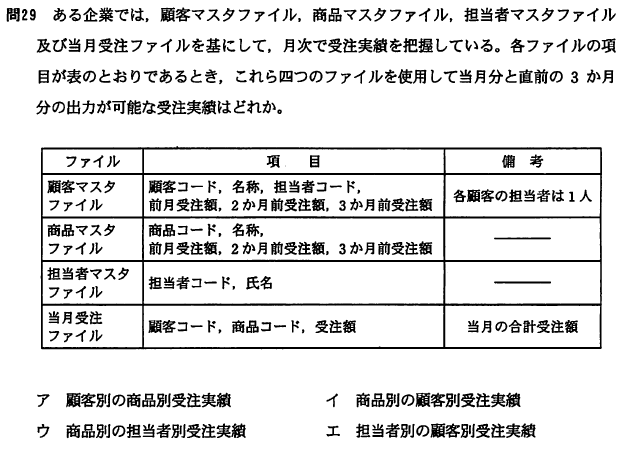 問29 ある企業では，顧客マスタファイル，商品マスタファイル，担当者マスタファイル
及び当月受注ファイルを基にして，月次で受注実績を把握している。各ファイルの項
目が表のとおりであるとき，これら四つのファイルを使用して当月分と直前の 3 か月
分の出力が可能な受注実績はどれか。
ファイル 項 目 備 考
顧客マスタ
ファイル
顧客コード，名称，担当者コード，
前月受注額，2か月前受注額，3か月前受注額
各顧客の担当者は1人
商品マスタ
ファイル
商品コード，名称，
前月受注額，2か月前受注額，3か月前受注額
担当者マスタ
ファイル
担当者コード，氏名
当月受注
ファイル
顧客コード，商品コード，受注額
当月の合計受注額
ア 顧客別の商品別受注実績 イ 商品別の顧客別受注実績
ウ 商品別の担当者別受注実績 エ 担当者別の顧客別受注実績